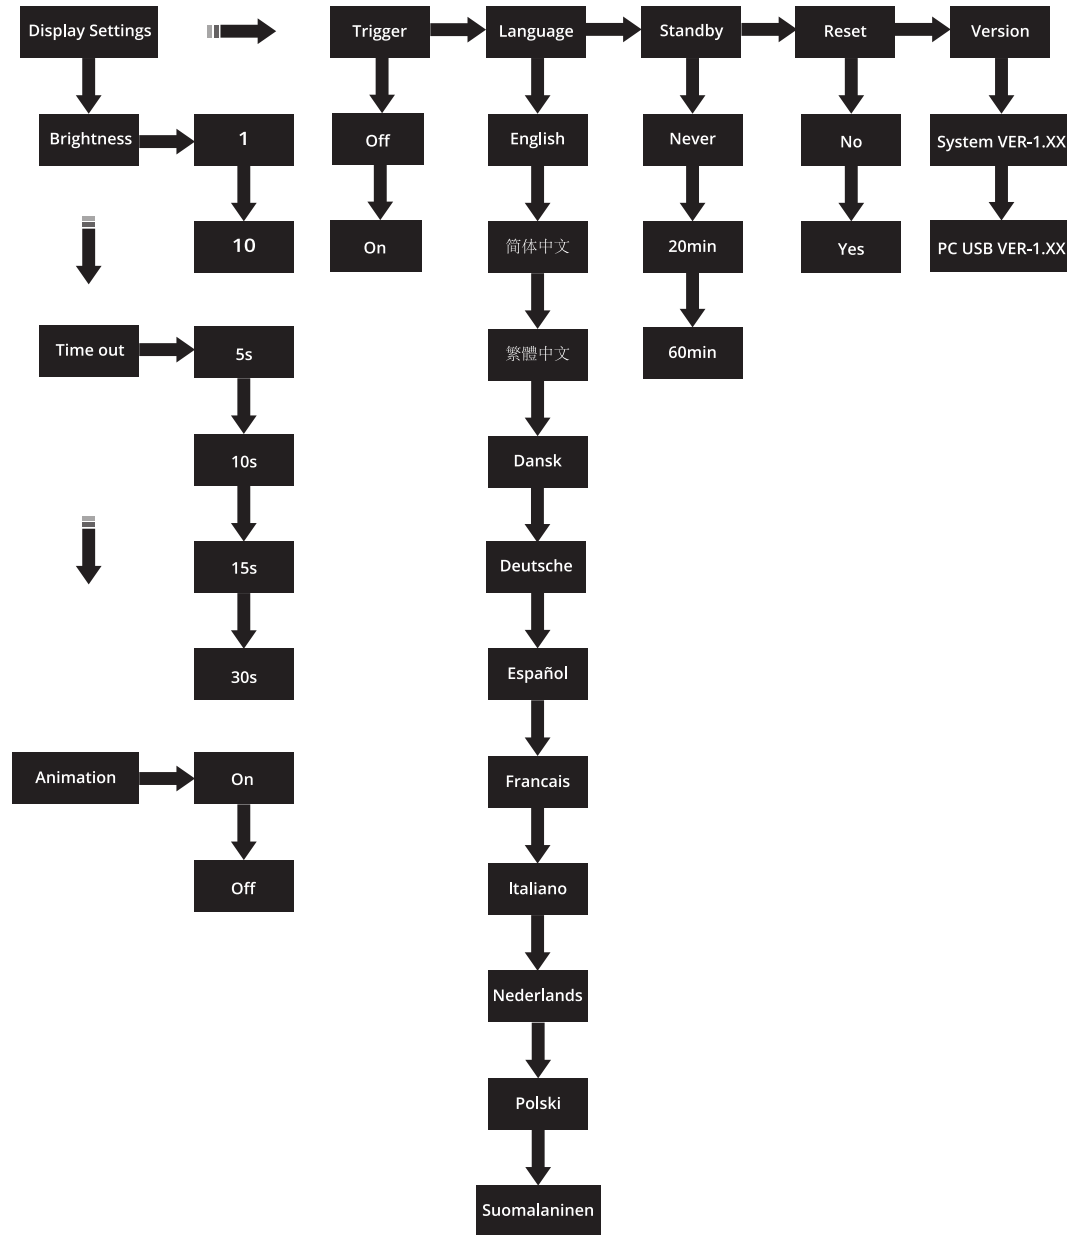 Display Settings
Trigger
Language
Standby
Reset
Version
Brightness
1
Off
English
Never
No
System VER-1.XX
10
On
简体中文
20min
Yes
PC USB VER-1.XX
Time out
5s
繁體中文
60min
10s
Dansk
15s
Deutsche
30s
Español
Animation
On
Francais
Off
Italiano
Nederlands
Polski
Suomalaninen